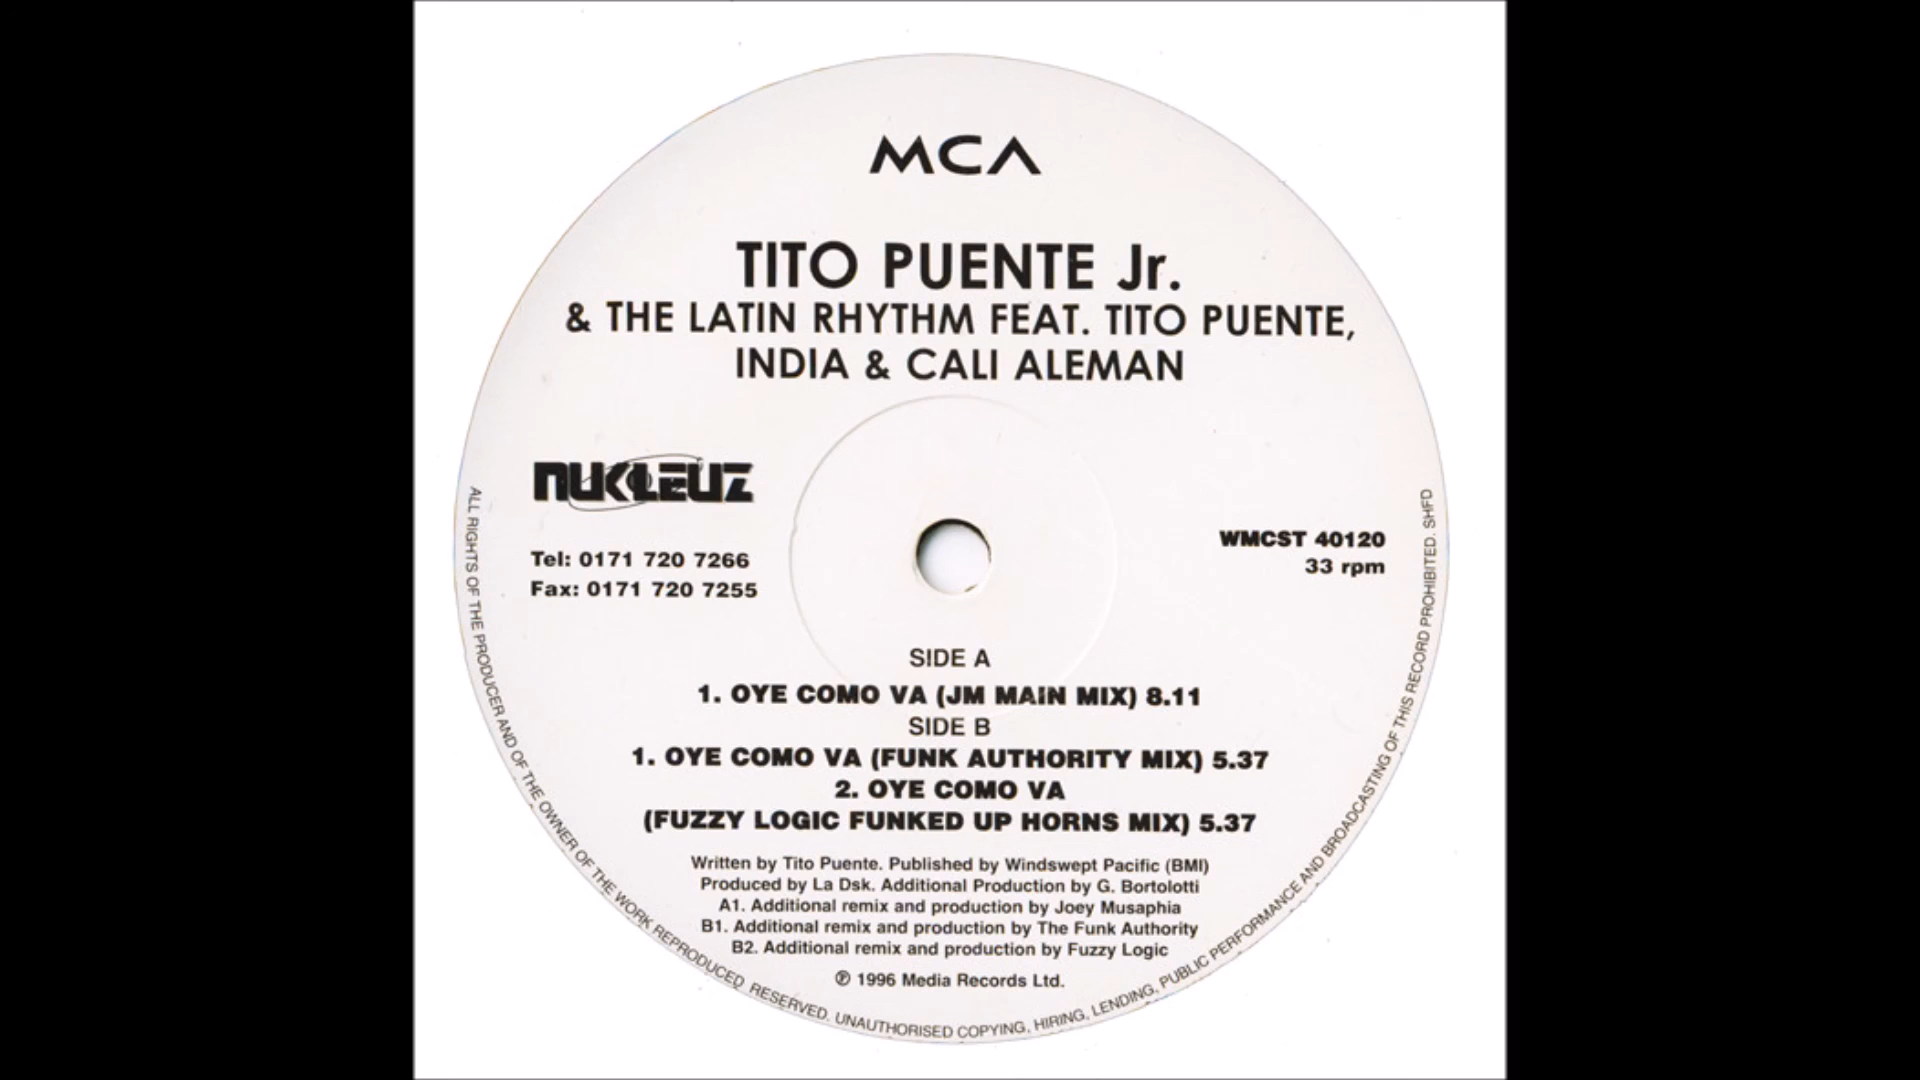 MCA
TITO PUENTE Jr.
& THE LATIN RHYTHM FEAT. TITO PUENTE,
INDIA & CALI ALEMAN
NUKLEUZ
Tel: 0171 720 7266
Fax: 0171 720 7255
WMCST 40120
33 rpm
SIDE A
1. OYE COMO VA (JM MAIN MIX) 8.11
SIDE B
1. OYE COMO VA (FUNK AUTHORITY MIX) 5.37
2. OYE COMO VA
(FUZZY LOGIC FUNKED UP HORNS MIX) 5.37
Written by Tito Puente. Published by Windswept Pacific (BMI)
Produced by La Dsk. Additional Production by G. Bortolotti
A1. Additional remix and production by Joey Musaphia
B1. Additional remix and production by The Funk Authority
B2. Additional remix and production by Fuzzy Logic
℗ 1996 Media Records Ltd.
ALL RIGHTS OF THE PRODUCER AND OF THE OWNER OF THE WORK REPRODUCED RESERVED. UNAUTHORISED COPYING, HIRING, LENDING, PUBLIC PERFORMANCE AND BROADCASTING OF THIS RECORD PROHIBITED. SHFD